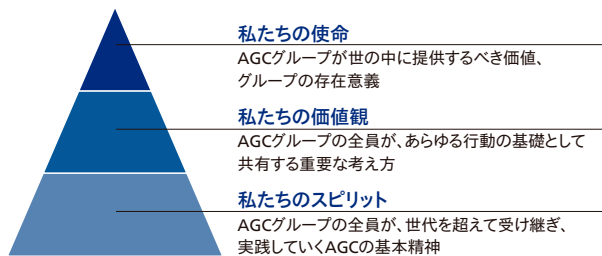 私たちの使命
AGCグループが世の中に提供するべき価値、
グループの存在意義
私たちの価値観
AGCグループの全員が、あらゆる行動の基礎として
共有する重要な考え方
私たちのスピリット
AGCグループの全員が、世代を超えて受け継ぎ、
実践していくAGCの基本精神